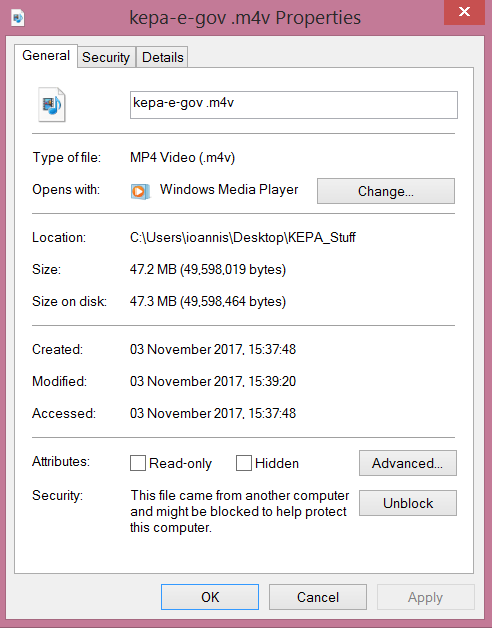 kepa-e-gov .m4v Properties
General Security Details
kepa-e-gov .m4v
Type of file: MP4 Video (.m4v)
Opens with: Windows Media Player Change...
Location: C:\Users\ioannis\Desktop\KEPA_Stuff
Size: 47.2 MB (49,598,019 bytes)
Size on disk: 47.3 MB (49,598,464 bytes)
Created: 03 November 2017, 15:37:48
Modified: 03 November 2017, 15:39:20
Accessed: 03 November 2017, 15:37:48
Attributes: Read-only Hidden Advanced...
Security: This file came from another computer
and might be blocked to help protect
this computer.
Unblock
OK Cancel Apply